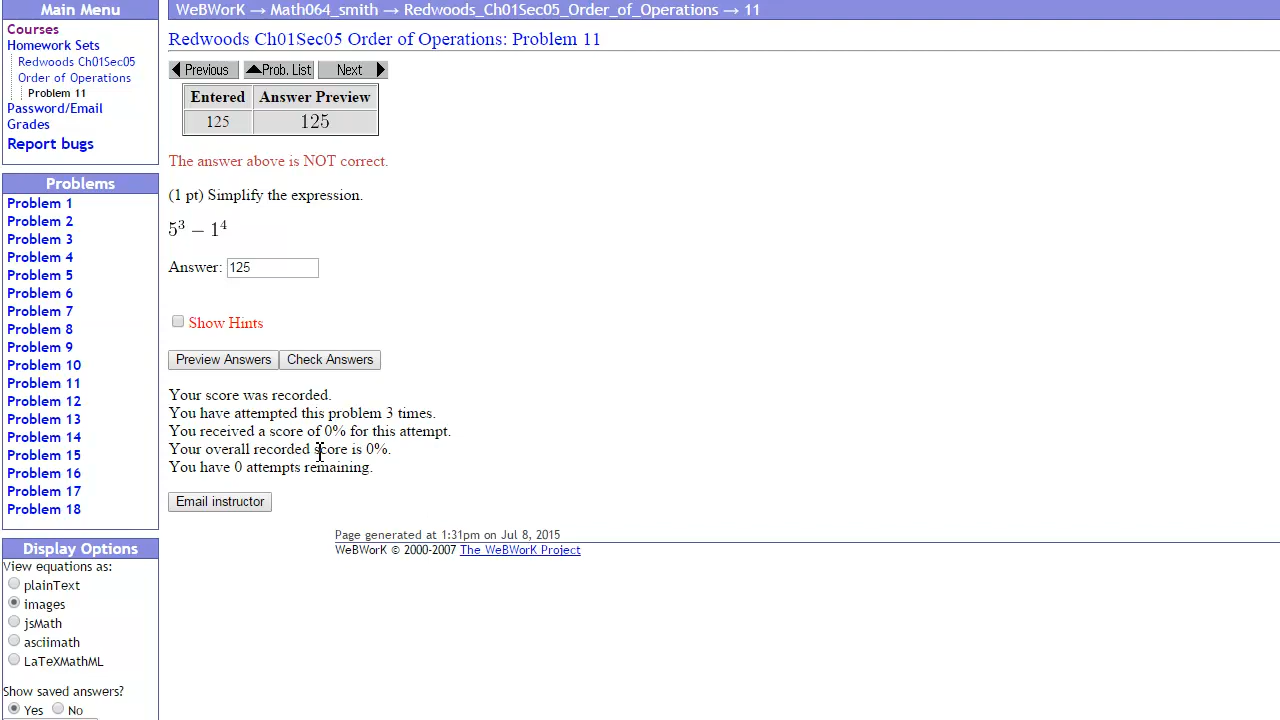 Main Menu
Courses
Homework Sets
Redwoods Ch01Sec05
Order of Operations
Problem 11
Password/Email
Grades
Report bugs
Problems
Problem 1
Problem 2
Problem 3
Problem 4
Problem 5
Problem 6
Problem 7
Problem 8
Problem 9
Problem 10
Problem 11
Problem 12
Problem 13
Problem 14
Problem 15
Problem 16
Problem 17
Problem 18
Display Options
View equations as:
plainText
images
jsMath
asciimath
LaTeXMathML
Show saved answers?
Yes No
WeBWorK → Math064_smith → Redwoods_Ch01Sec05_Order_of_Operations → 11
Redwoods Ch01Sec05 Order of Operations: Problem 11
Previous Prob. List Next
Entered Answer Preview
125 125
The answer above is NOT correct.
(1 pt) Simplify the expression.
5³ − 1⁴
Answer: 125
Show Hints
Preview Answers Check Answers
Your score was recorded.
You have attempted this problem 3 times.
You received a score of 0% for this attempt.
Your overall recorded score is 0%.
You have 0 attempts remaining.
Email instructor
Page generated at 1:31pm on Jul 8, 2015
WeBWorK © 2000-2007 The WeBWorK Project